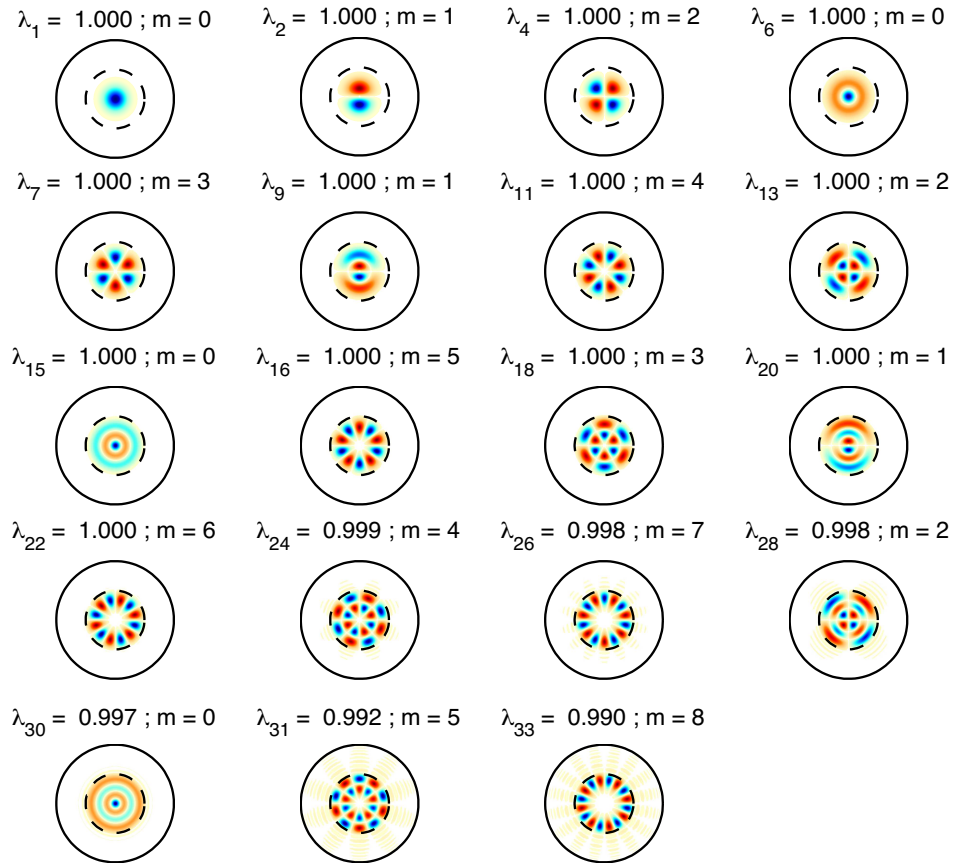 λ₁ = 1.000 ; m = 0
λ₂ = 1.000 ; m = 1
λ₄ = 1.000 ; m = 2
λ₆ = 1.000 ; m = 0
λ₇ = 1.000 ; m = 3
λ₉ = 1.000 ; m = 1
λ₁₁ = 1.000 ; m = 4
λ₁₃ = 1.000 ; m = 2
λ₁₅ = 1.000 ; m = 0
λ₁₆ = 1.000 ; m = 5
λ₁₈ = 1.000 ; m = 3
λ₂₀ = 1.000 ; m = 1
λ₂₂ = 1.000 ; m = 6
λ₂₄ = 0.999 ; m = 4
λ₂₆ = 0.998 ; m = 7
λ₂₈ = 0.998 ; m = 2
λ₃₀ = 0.997 ; m = 0
λ₃₁ = 0.992 ; m = 5
λ₃₃ = 0.990 ; m = 8